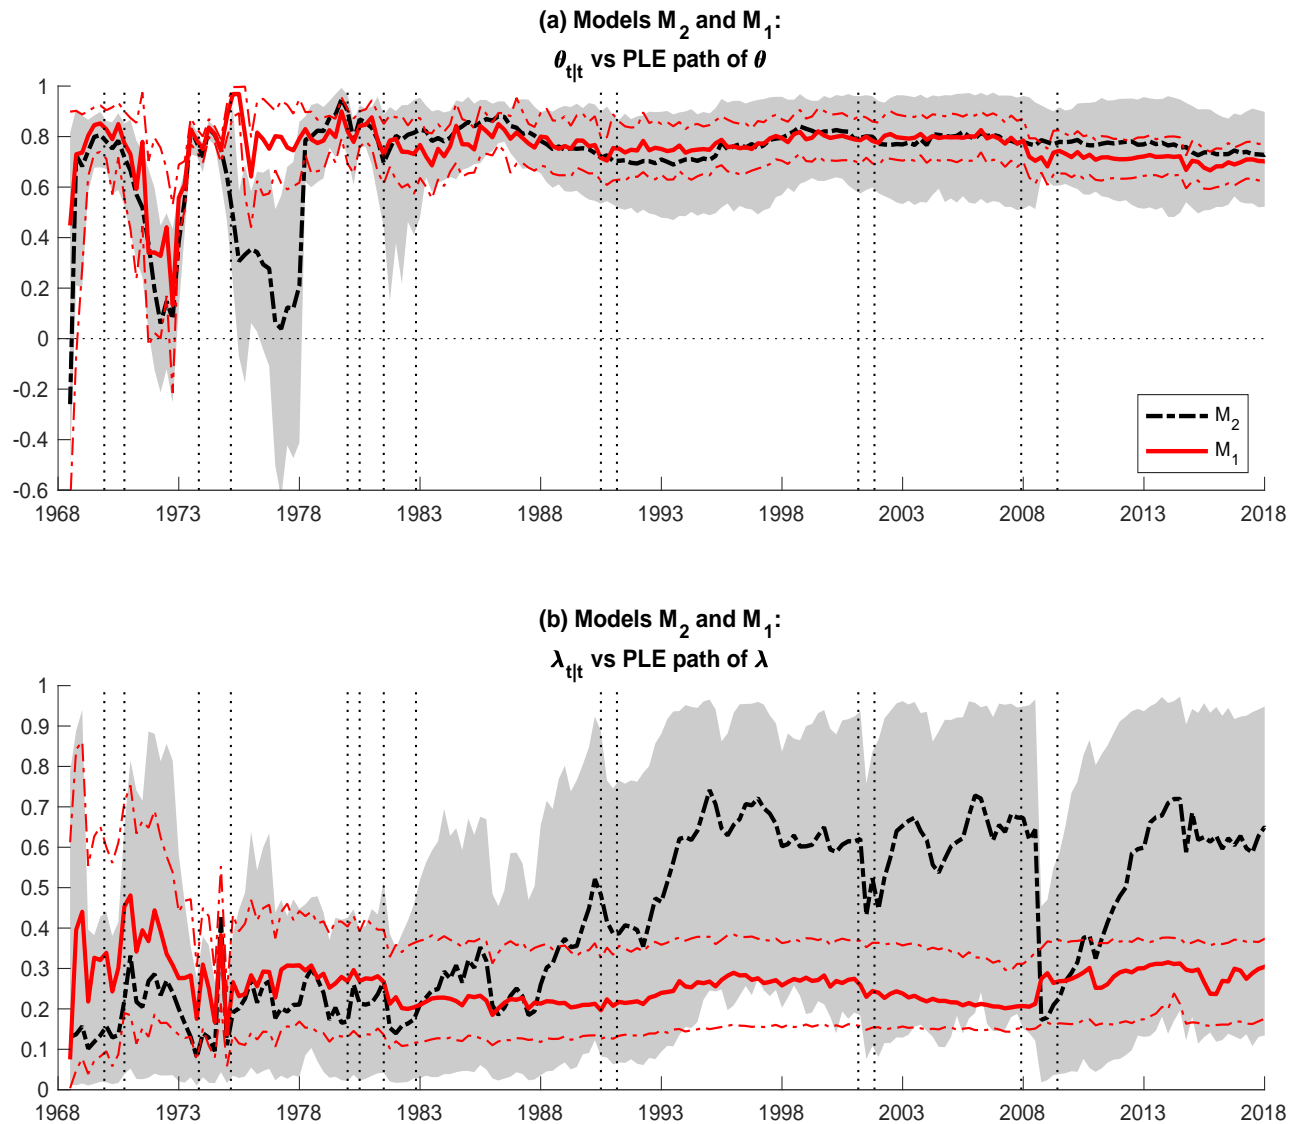 (a) Models M2 and M1:
θt|t vs PLE path of θ
1
0.8
0.6
0.4
0.2
0
-0.2
-0.4
-0.6
M2
M1
1968 1973 1978 1983 1988 1993 1998 2003 2008 2013 2018
(b) Models M2 and M1:
λt|t vs PLE path of λ
1
0.9
0.8
0.7
0.6
0.5
0.4
0.3
0.2
0.1
0
1968 1973 1978 1983 1988 1993 1998 2003 2008 2013 2018